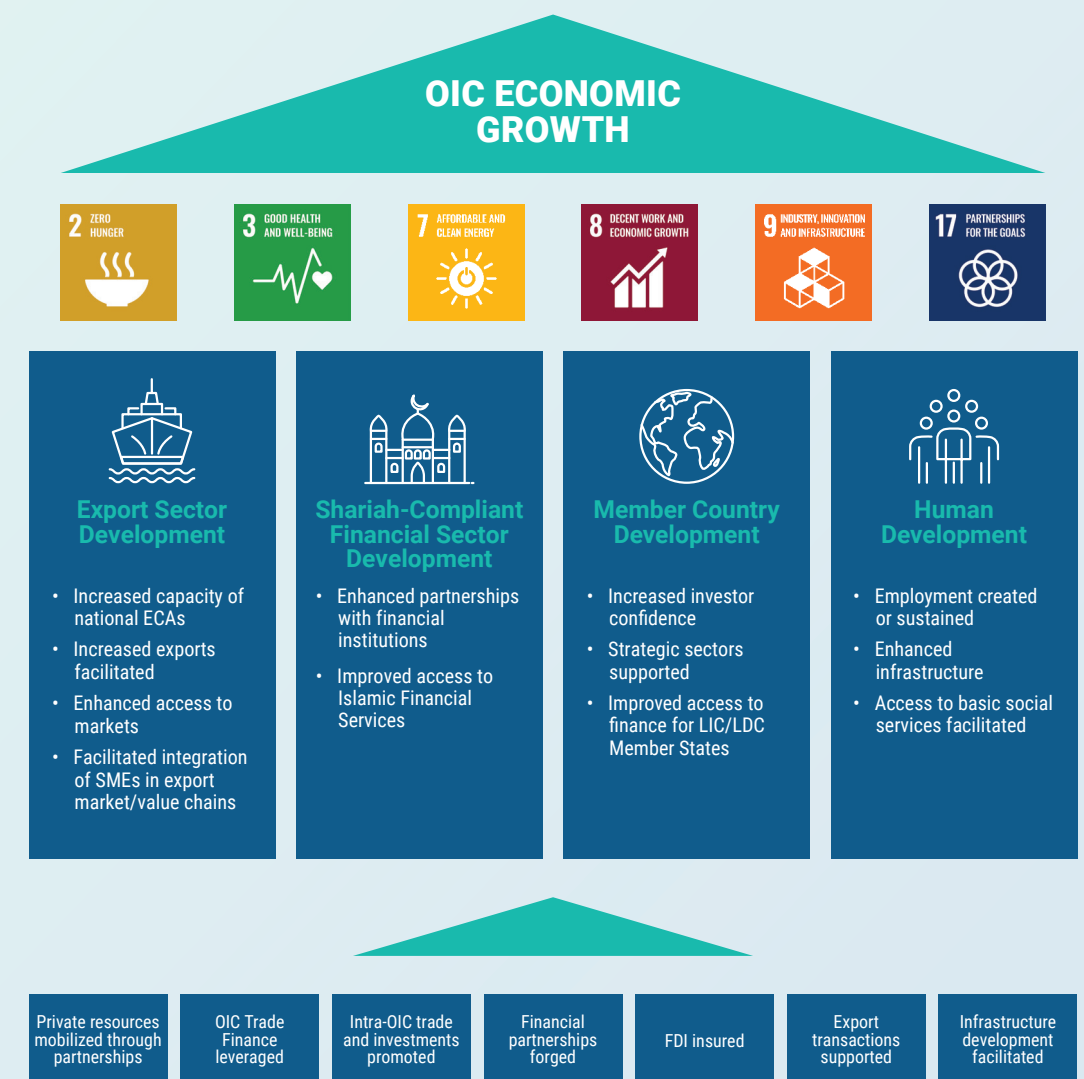 OIC ECONOMIC
GROWTH
2 ZERO
HUNGER
3 GOOD HEALTH
AND WELL-BEING
7 AFFORDABLE AND
CLEAN ENERGY
8 DECENT WORK AND
ECONOMIC GROWTH
9 INDUSTRY, INNOVATION
AND INFRASTRUCTURE
17 PARTNERSHIPS
FOR THE GOALS
Export Sector
Development
• Increased capacity of
national ECAs
• Increased exports
facilitated
• Enhanced access to
markets
• Facilitated integration
of SMEs in export
market/value chains
Shariah-Compliant
Financial Sector
Development
• Enhanced partnerships
with financial
institutions
• Improved access to
Islamic Financial
Services
Member Country
Development
• Increased investor
confidence
• Strategic sectors
supported
• Improved access to
finance for LIC/LDC
Member States
Human
Development
• Employment created
or sustained
• Enhanced
infrastructure
• Access to basic social
services facilitated
Private resources
mobilized through
partnerships
OIC Trade
Finance
leveraged
Intra-OIC trade
and investments
promoted
Financial
partnerships
forged
FDI insured
Export
transactions
supported
Infrastructure
development
facilitated